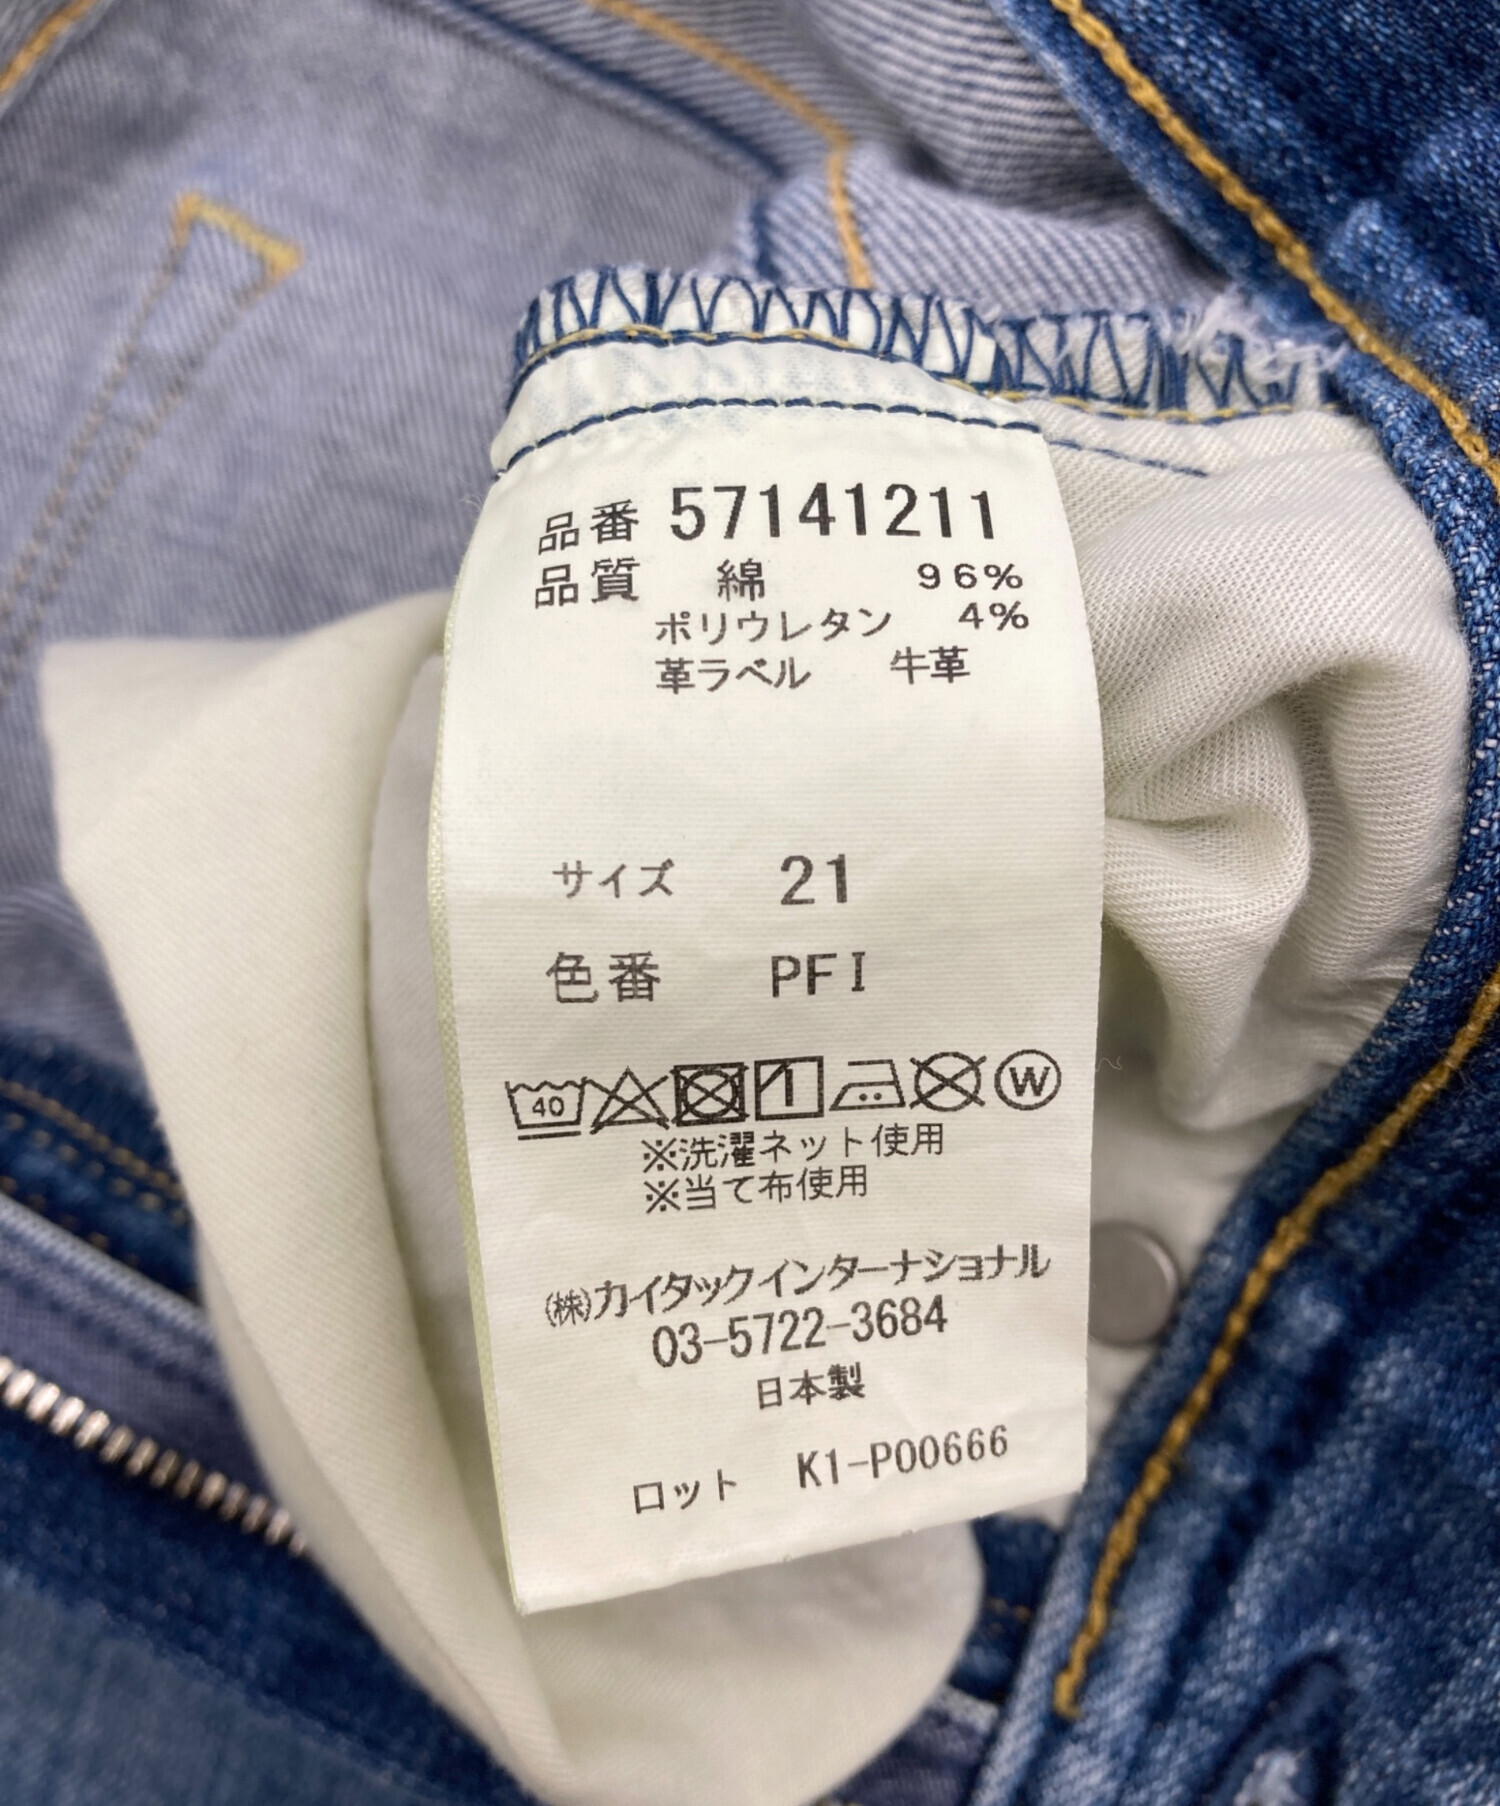 品番 57141211
品質 綿 96%
ポリウレタン 4%
革ラベル 牛革
サイズ 21
色番 PFI
40 W
※洗濯ネット使用
※当て布使用
㈱カイタックインターナショナル
03-5722-3684
日本製
ロット K1-P00666